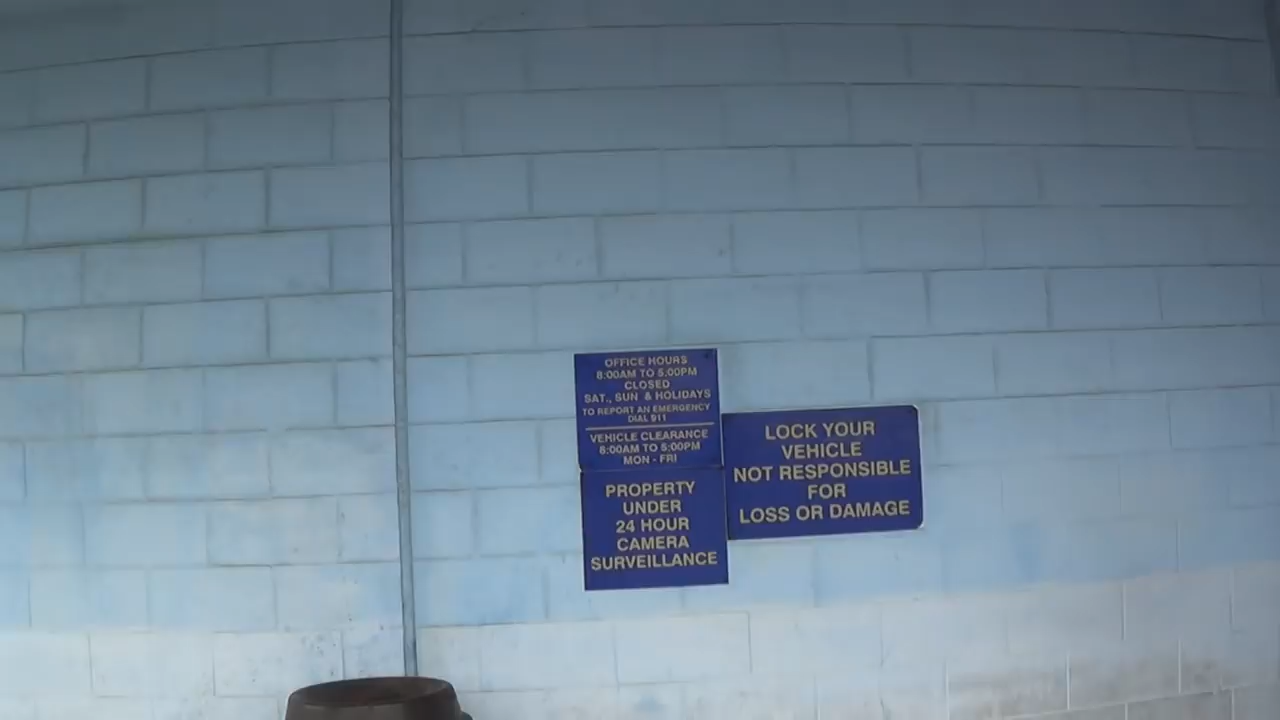 OFFICE HOURS
8:00AM TO 5:00PM
CLOSED
SAT., SUN & HOLIDAYS
TO REPORT AN EMERGENCY
DIAL 911
VEHICLE CLEARANCE
8:00AM TO 5:00PM
MON - FRI
PROPERTY
UNDER
24 HOUR
CAMERA
SURVEILLANCE
LOCK YOUR
VEHICLE
NOT RESPONSIBLE
FOR
LOSS OR DAMAGE